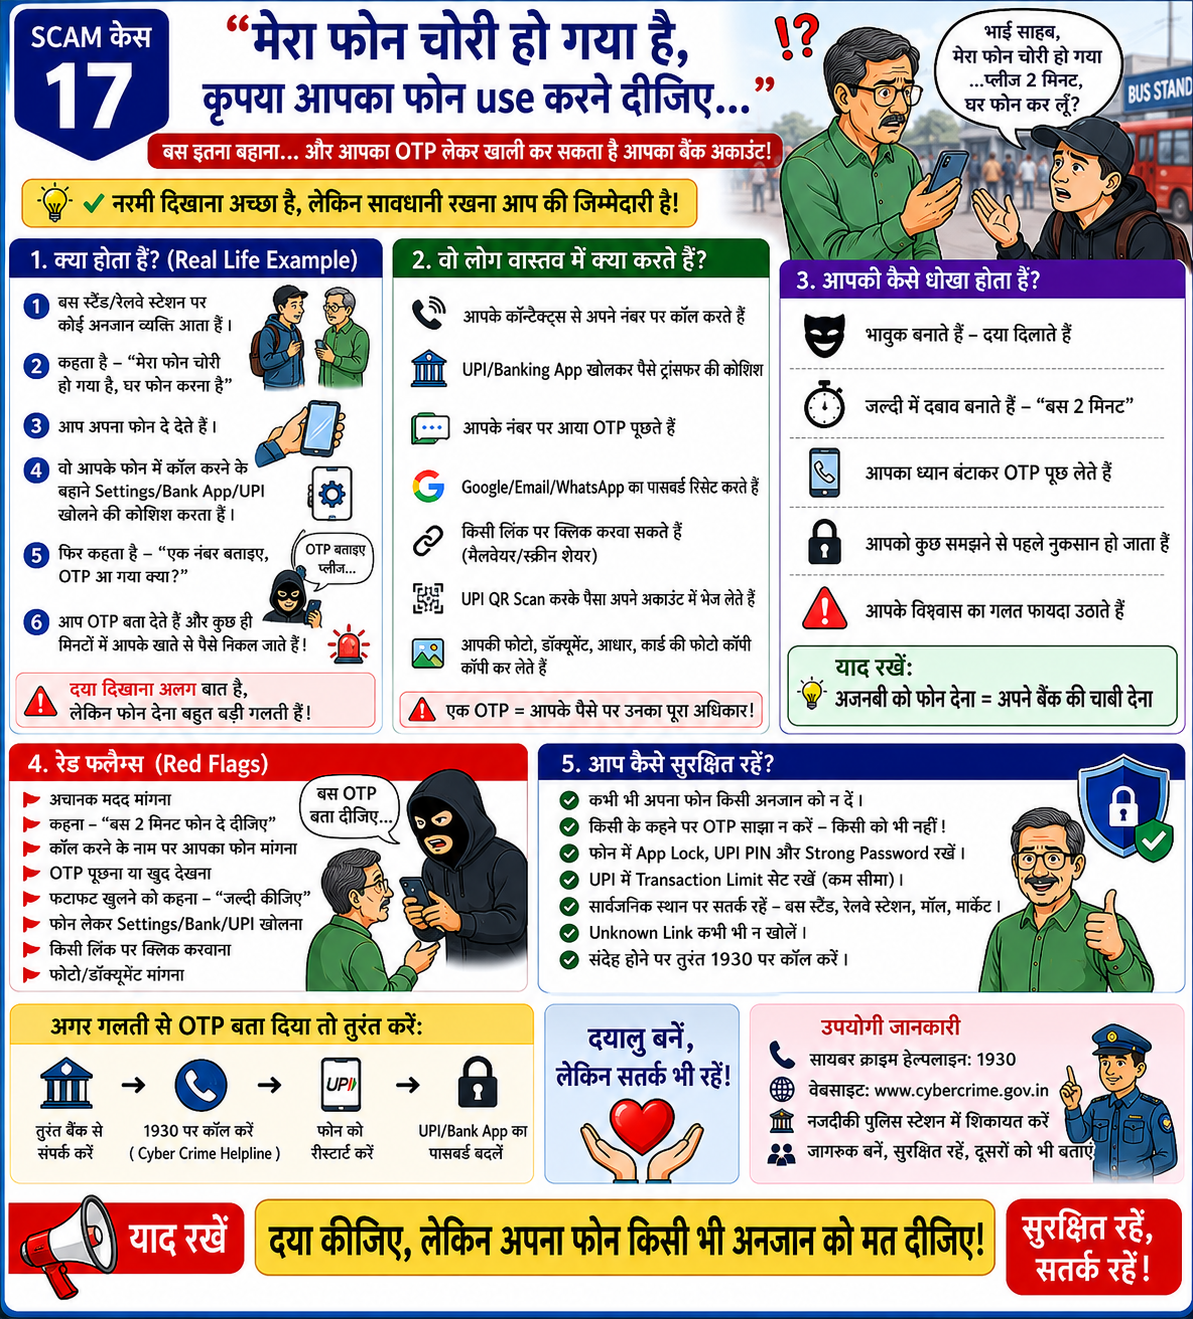 SCAM केस
17
“मेरा फोन चोरी हो गया है,
कृपया आपका फोन use करने दीजिए...”
बस इतना बहाना... और आपका OTP लेकर खाली कर सकता है आपका बैंक अकाउंट!
✓ नरमी दिखाना अच्छा है, लेकिन सावधानी रखना आप की जिम्मेदारी है!
!?
भाई साहब,
मेरा फोन चोरी हो गया
...प्लीज 2 मिनट,
घर फोन कर लूँ?
BUS STAND
1. क्या होता हैं? (Real Life Example)
1 बस स्टैंड/रेलवे स्टेशन पर
कोई अनजान व्यक्ति आता हैं।
2 कहता है – “मेरा फोन चोरी
हो गया है, घर फोन करना है”
3 आप अपना फोन दे देते हैं।
4 वो आपके फोन में कॉल करने के
बहाने Settings/Bank App/UPI
खोलने की कोशिश करता हैं।
5 फिर कहता है – “एक नंबर बताइए,
OTP आ गया क्या?”
OTP बताइए
प्लीज...
6 आप OTP बता देते हैं और कुछ ही
मिनटों में आपके खाते से पैसे निकल जाते हैं!
दया दिखाना अलग बात है,
लेकिन फोन देना बहुत बड़ी गलती हैं!
2. वो लोग वास्तव में क्या करते हैं?
आपके कॉन्टैक्ट्स से अपने नंबर पर कॉल करते हैं
UPI/Banking App खोलकर पैसे ट्रांसफर की कोशिश
आपके नंबर पर आया OTP पूछते हैं
Google/Email/WhatsApp का पासवर्ड रिसेट करते हैं
किसी लिंक पर क्लिक करवा सकते हैं
(मैलवेयर/स्क्रीन शेयर)
UPI QR Scan करके पैसा अपने अकाउंट में भेज लेते हैं
आपकी फोटो, डॉक्यूमेंट, आधार, कार्ड की फोटो कॉपी
कॉपी कर लेते हैं
एक OTP = आपके पैसे पर उनका पूरा अधिकार!
3. आपको कैसे धोखा होता हैं?
भावुक बनाते हैं – दया दिलाते हैं
जल्दी में दबाव बनाते हैं – “बस 2 मिनट”
आपका ध्यान बंटाकर OTP पूछ लेते हैं
आपको कुछ समझने से पहले नुकसान हो जाता हैं
आपके विश्वास का गलत फायदा उठाते हैं
याद रखें:
अजनबी को फोन देना = अपने बैंक की चाबी देना
4. रेड फलैग्स (Red Flags)
अचानक मदद मांगना
कहना – “बस 2 मिनट फोन दे दीजिए”
कॉल करने के नाम पर आपका फोन मांगना
OTP पूछना या खुद देखना
फटाफट खुलने को कहना – “जल्दी कीजिए”
फोन लेकर Settings/Bank/UPI खोलना
किसी लिंक पर क्लिक करवाना
फोटो/डॉक्यूमेंट मांगना
बस OTP
बता दीजिए...
5. आप कैसे सुरक्षित रहें?
कभी भी अपना फोन किसी अनजान को न दें।
किसी के कहने पर OTP साझा न करें – किसी को भी नहीं!
फोन में App Lock, UPI PIN और Strong Password रखें।
UPI में Transaction Limit सेट रखें (कम सीमा)।
सार्वजनिक स्थान पर सतर्क रहें – बस स्टैंड, रेलवे स्टेशन, मॉल, मार्केट।
Unknown Link कभी भी न खोलें।
संदेह होने पर तुरंत 1930 पर कॉल करें।
अगर गलती से OTP बता दिया तो तुरंत करें:
तुरंत बैंक से
संपर्क करें
1930 पर कॉल करें
( Cyber Crime Helpline )
UPI
फोन को
रीस्टार्ट करें
UPI/Bank App का
पासवर्ड बदलें
दयालु बनें,
लेकिन सतर्क भी रहें!
उपयोगी जानकारी
सायबर क्राइम हेल्पलाइन: 1930
वेबसाइट: www.cybercrime.gov.in
नजदीकी पुलिस स्टेशन में शिकायत करें
जागरुक बनें, सुरक्षित रहें, दूसरों को भी बताएं
याद रखें
दया कीजिए, लेकिन अपना फोन किसी भी अनजान को मत दीजिए!
सुरक्षित रहें,
सतर्क रहें!